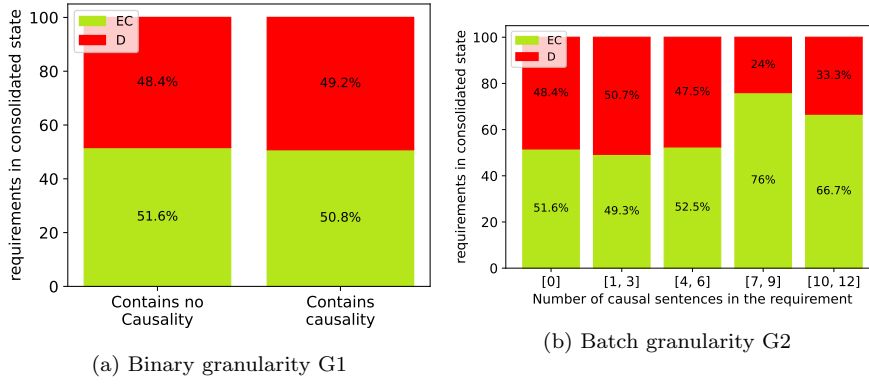 requirements in consolidated state
100
80
60
40
20
0
EC
D
48.4%
49.2%
51.6%
50.8%
Contains no
Causality
Contains
causality
(a) Binary granularity G1
requirements in consolidated state
100
80
60
40
20
0
EC
D
48.4%
50.7%
47.5%
24%
33.3%
51.6%
49.3%
52.5%
76%
66.7%
[0]
[1, 3]
[4, 6]
[7, 9]
[10, 12]
Number of causal sentences in the requirement
(b) Batch granularity G2